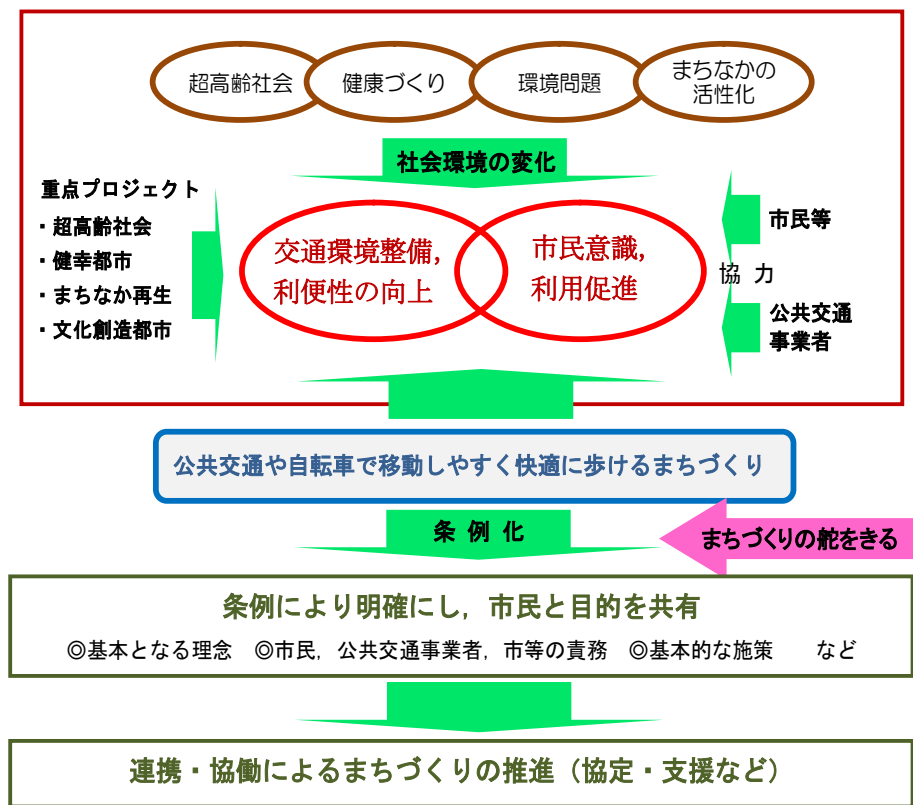 超高齢社会
健康づくり
環境問題
まちなかの
活性化
社会環境の変化
重点プロジェクト
・超高齢社会
・健幸都市
・まちなか再生
・文化創造都市
交通環境整備，
利便性の向上
市民意識，
利用促進
市民等
協 力
公共交通
事業者
公共交通や自転車で移動しやすく快適に歩けるまちづくり
条 例 化
まちづくりの舵をきる
条例により明確にし，市民と目的を共有
◎基本となる理念　◎市民，公共交通事業者，市等の責務　◎基本的な施策　　など
連携・協働によるまちづくりの推進（協定・支援など）